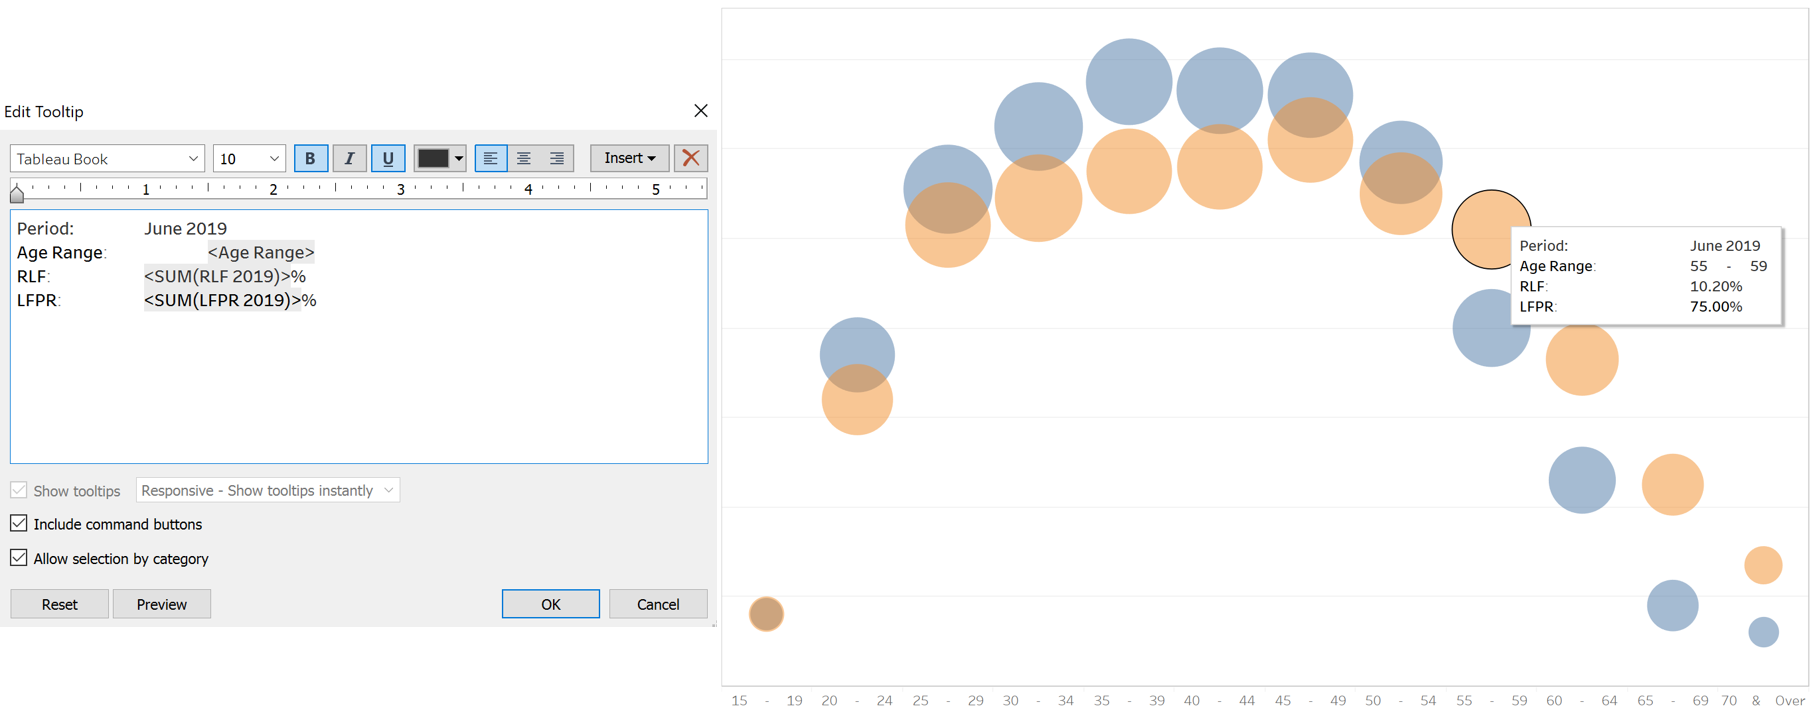 Edit Tooltip
Tableau Book 10 B I U Insert
1 2 3 4 5
Period: June 2019
Age Range: <Age Range>
RLF: <SUM(RLF 2019)>%
LFPR: <SUM(LFPR 2019)>%
Show tooltips Responsive - Show tooltips instantly
Include command buttons
Allow selection by category
Reset Preview OK Cancel
Period: June 2019
Age Range: 55 - 59
RLF: 10.20%
LFPR: 75.00%
15 - 19 20 - 24 25 - 29 30 - 34 35 - 39 40 - 44 45 - 49 50 - 54 55 - 59 60 - 64 65 - 69 70 & Over